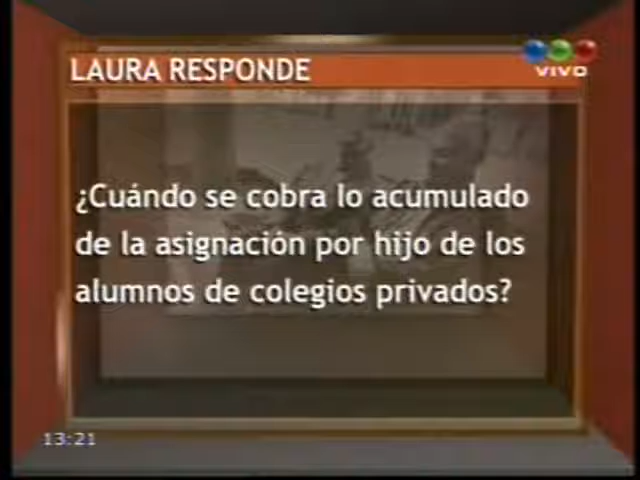 LAURA RESPONDE
VIVO
¿Cuándo se cobra lo acumulado
de la asignación por hijo de los
alumnos de colegios privados?
13:21